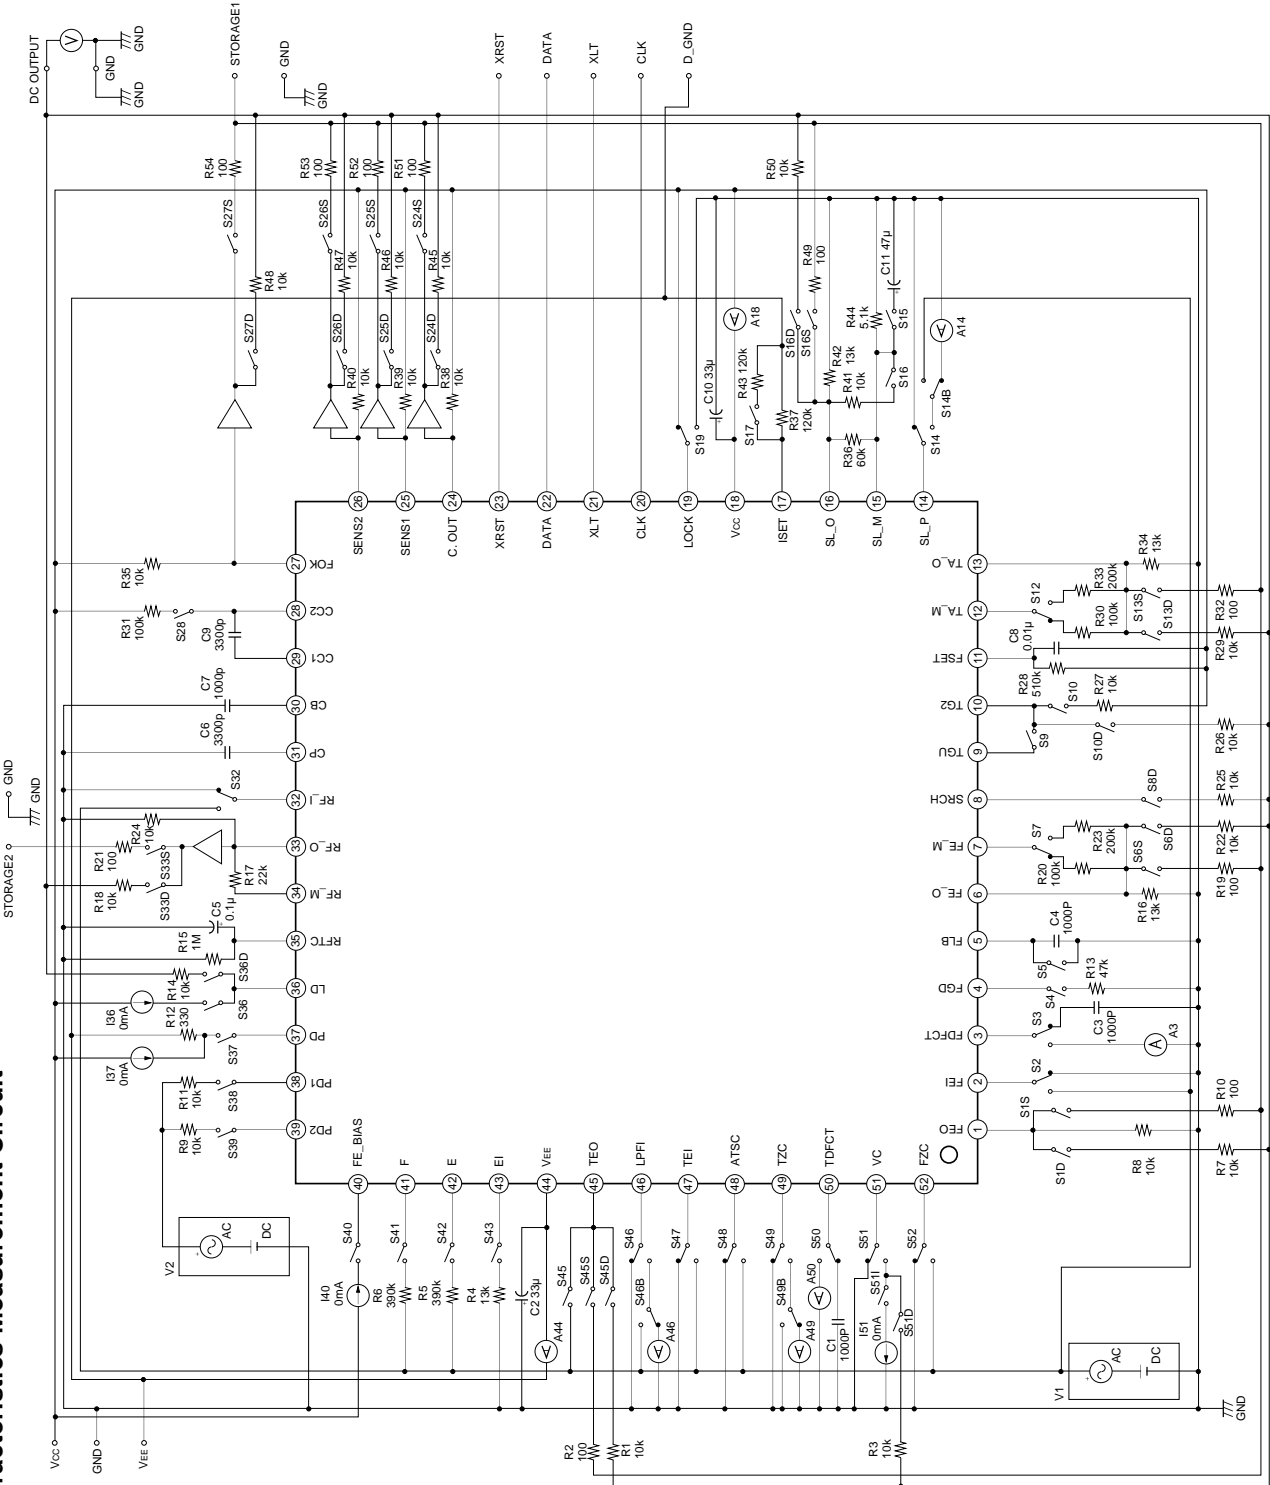 DC OUTPUT
V
GND
GND
GND
STORAGE1
GND
GND
XRST
DATA
XLT
CLK
D_GND
R54
100
R53
100
R52
100
R51
100
R50
10k
S27S
S26S
S25S
S24S
R48
10k
R47
10k
R46
10k
R45
10k
R49
100
C11 47µ
S27D
S26D
S25D
S24D
R40
10k
R39
10k
R38
10k
C10 33µ
A
A18
S16D
S16S
R44
5.1k
S15
A
A14
R43 120k
R42
13k
R41
10k
S16
S14B
S19
S17
R37
120k
R36
60k
S14
26
25
24
23
22
21
20
19
18
17
16
15
14
SENS2
SENS1
C. OUT
XRST
DATA
XLT
CLK
LOCK
VCC
ISET
SL_O
SL_M
SL_P
R35
10k
27
FOK
R31
100k
S28
28
CC2
C9
3300p
29
CC1
C7
1000p
30
CB
C6
3300p
31
CP
S32
32
RF_I
GND
GND
STORAGE2
R24
10k
R21
100
S33S
33
RF_O
R18
10k
S33D
R17
22k
34
RF_M
C5
0.1µ
R15
1M
35
RFTC
S36D
R14
10k
S36
36
LD
I36
0mA
R12
330
S37
37
PD
I37
0mA
R11
10k
S38
38
PD1
R9
10k
S39
39
PD2
TA_O
13
R34
13k
TA_M
12
S12
R33
200k
R30
100k
S13S
S13D
R32
100
R29
10k
FSET
11
C8
0.01µ
R28
510k
TG2
10
S10
R27
10k
TGU
9
S9
S10D
R26
10k
SRCH
8
S8D
R25
10k
FE_M
7
S7
R23
200k
R20
100k
S6S
S6D
R22
10k
R19
100
FE_O
6
R16
13k
FLB
5
C4
1000P
S5
FGD
4
S4
R13
47k
FDFCT
3
S3
C3
1000P
A
A3
FEI
2
S2
FEO
1
S1S
S1D
R10
100
R8
10k
R7
10k
FE_BIAS
F
E
EI
VEE
TEO
LPFI
TEI
ATSC
TZC
TDFCT
VC
FZC
40
41
42
43
44
45
46
47
48
49
50
51
52
V2
AC
DC
S40
S41
S42
S43
S45
S45S
S45D
S46
S47
S48
S49
S50
S51
S52
I40
0mA
R6
390k
R5
390k
R4
13k
C2 33µ
A
A44
S46B
A
A46
S49B
A
A49
A
A50
C1
1000P
S51I
I51
0mA
S51D
V1
AC
DC
VCC
GND
VEE
R2
100
R1
10k
R3
10k
GND